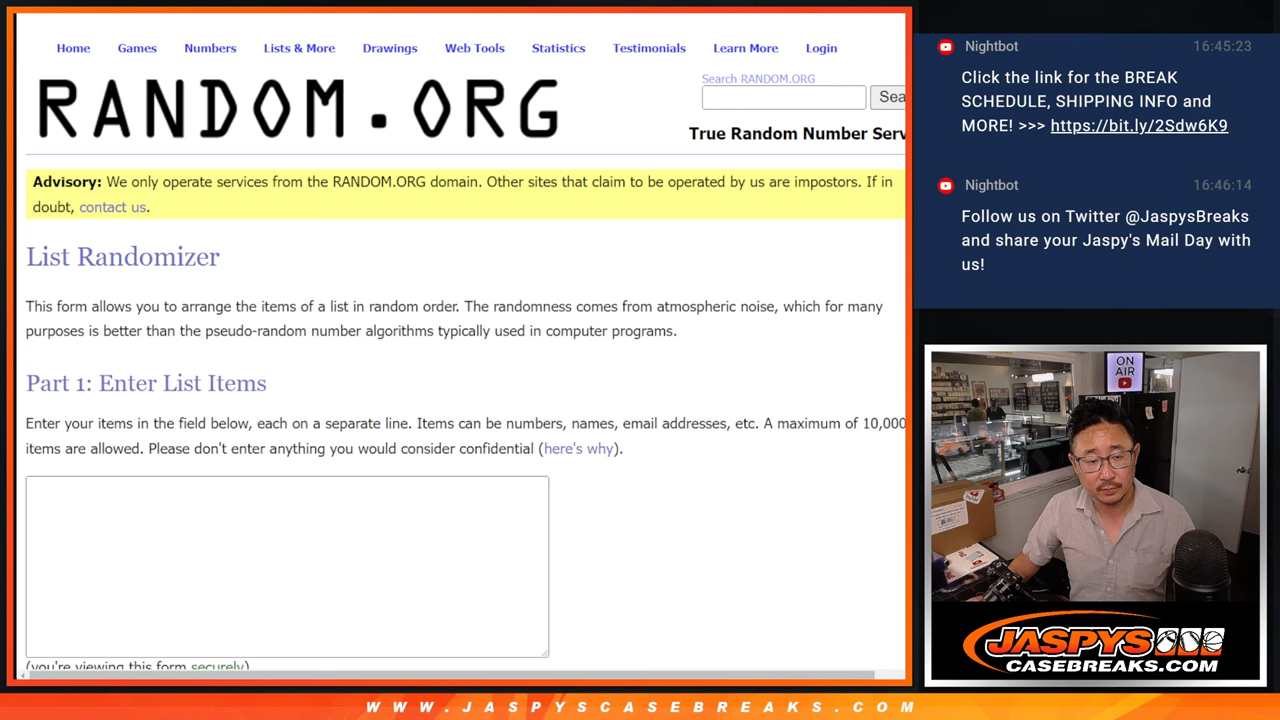 Home Games Numbers Lists & More Drawings Web Tools Statistics Testimonials Learn More Login
RANDOM.ORG
Search RANDOM.ORG
Sea
True Random Number Serv
Advisory: We only operate services from the RANDOM.ORG domain. Other sites that claim to be operated by us are impostors. If in
doubt, contact us.
List Randomizer
This form allows you to arrange the items of a list in random order. The randomness comes from atmospheric noise, which for many
purposes is better than the pseudo-random number algorithms typically used in computer programs.
Part 1: Enter List Items
Enter your items in the field below, each on a separate line. Items can be numbers, names, email addresses, etc. A maximum of 10,000
items are allowed. Please don't enter anything you would consider confidential (here's why).
(you're viewing this form securely)
Nightbot 16:45:23
Click the link for the BREAK
SCHEDULE, SHIPPING INFO and
MORE! >>> https://bit.ly/2Sdw6K9
Nightbot 16:46:14
Follow us on Twitter @JaspysBreaks
and share your Jaspy's Mail Day with
us!
ON
AIR
JASPYS
CASEBREAKS.COM
WWW.JASPYSCASEBREAKS.COM